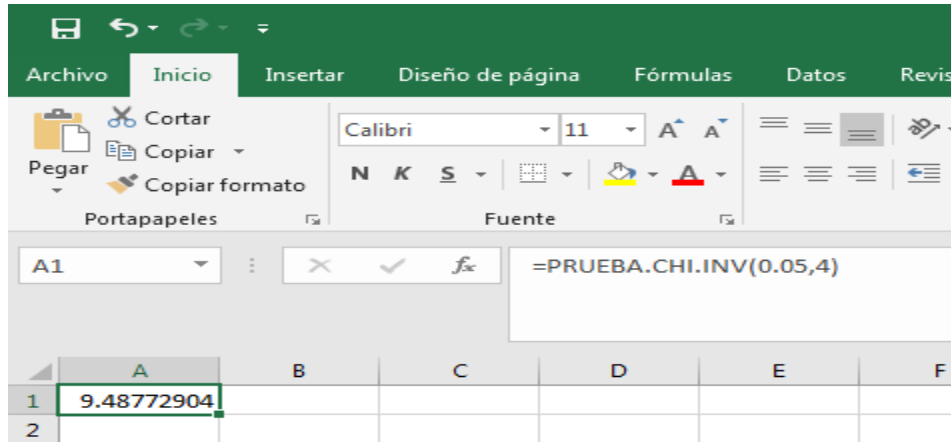 Archivo Inicio Insertar Diseño de página Fórmulas Datos Revis
Pegar
Cortar
Copiar
Copiar formato
Portapapeles
Calibri 11 A A
N K S A
Fuente
A1 fx =PRUEBA.CHI.INV(0.05,4)
A B C D E F
1 9.48772904
2